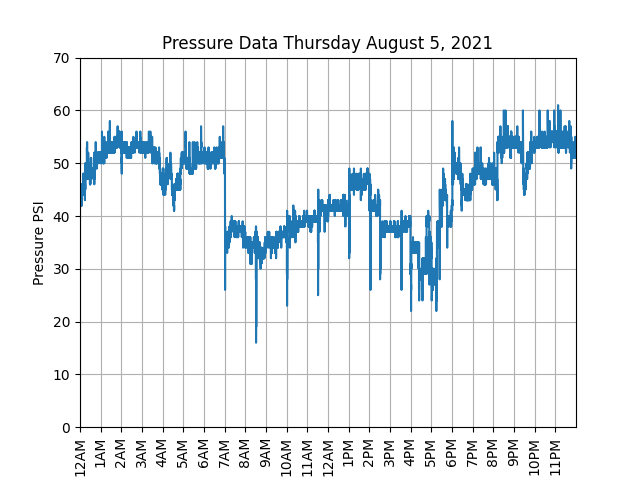 Pressure Data Thursday August 5, 2021
70
60
50
40
30
20
10
0
Pressure PSI
12AM
1AM
2AM
3AM
4AM
5AM
6AM
7AM
8AM
9AM
10AM
11AM
12AM
1PM
2PM
3PM
4PM
5PM
6PM
7PM
8PM
9PM
10PM
11PM